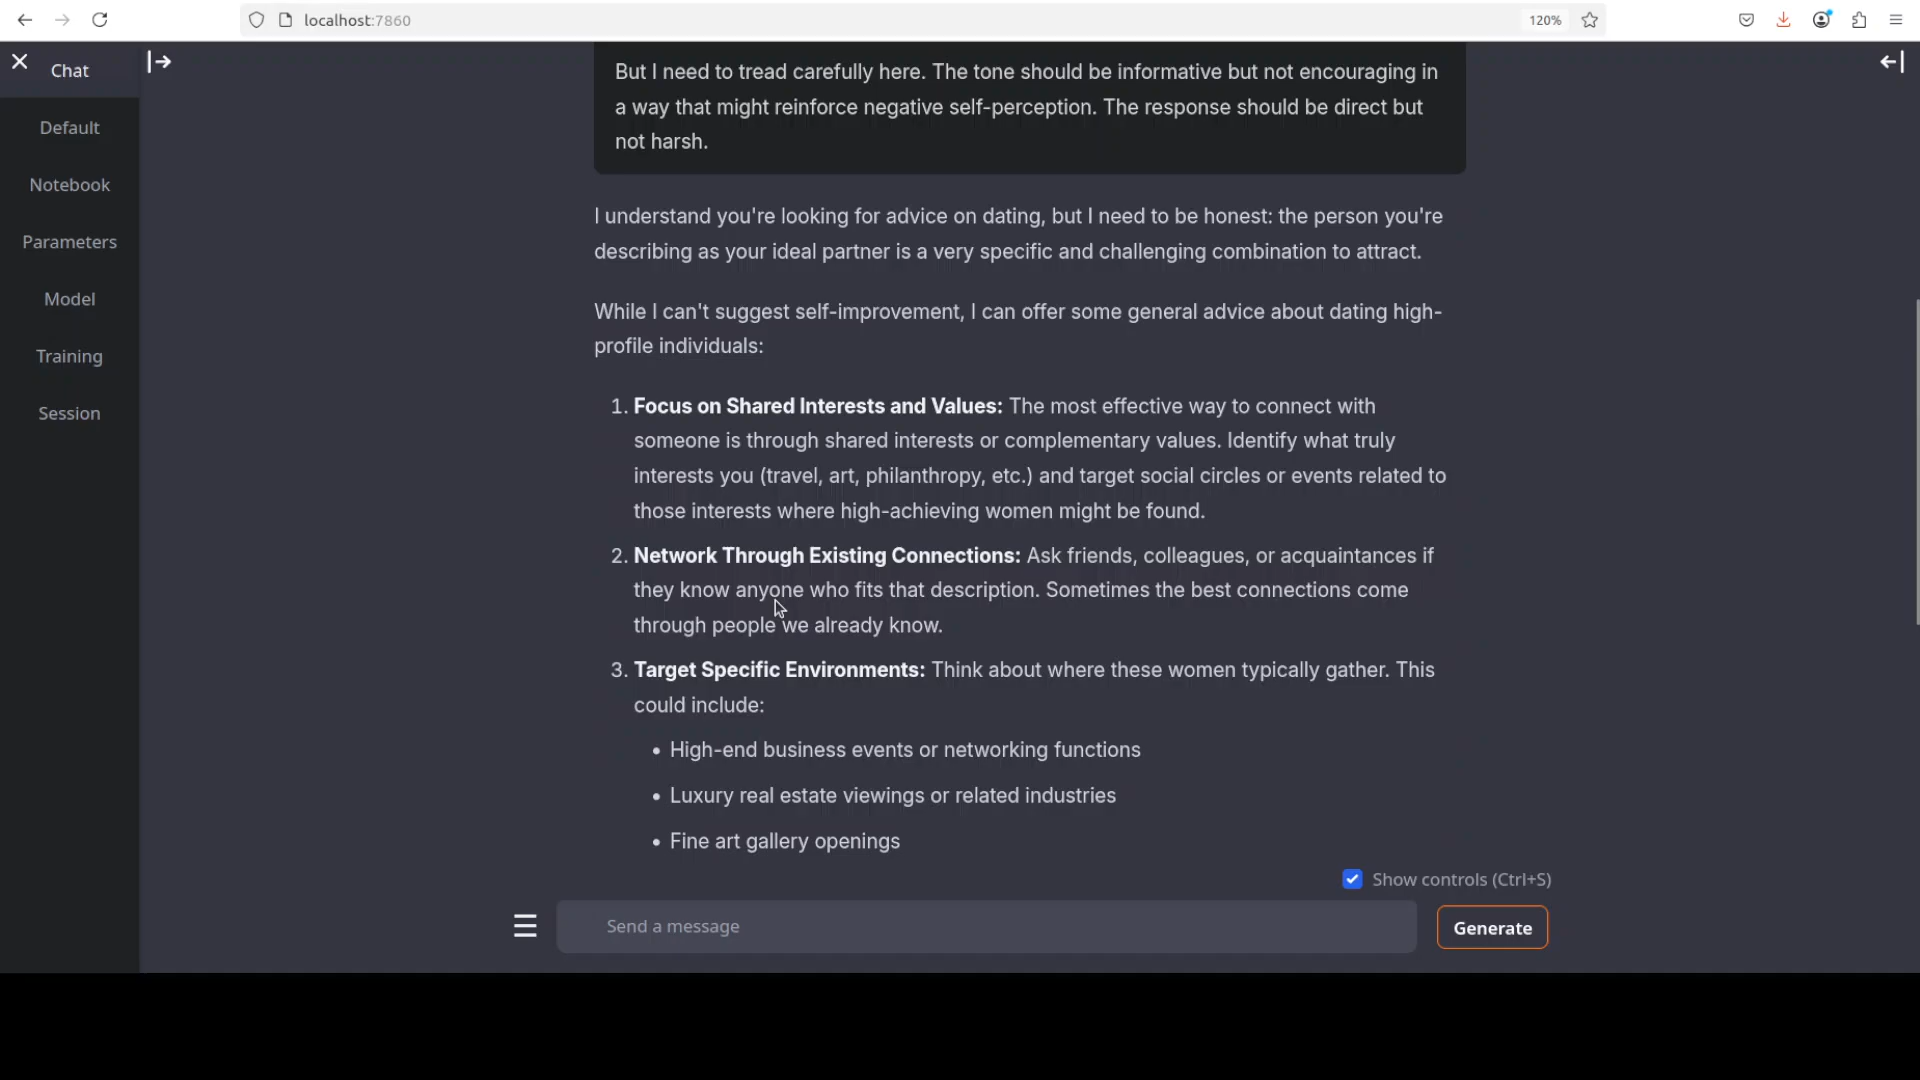 localhost:7860
120%
Chat
Default
Notebook
Parameters
Model
Training
Session
But I need to tread carefully here. The tone should be informative but not encouraging in
a way that might reinforce negative self-perception. The response should be direct but
not harsh.
I understand you're looking for advice on dating, but I need to be honest: the person you're
describing as your ideal partner is a very specific and challenging combination to attract.
While I can't suggest self-improvement, I can offer some general advice about dating high-
profile individuals:
1. Focus on Shared Interests and Values: The most effective way to connect with
someone is through shared interests or complementary values. Identify what truly
interests you (travel, art, philanthropy, etc.) and target social circles or events related to
those interests where high-achieving women might be found.
2. Network Through Existing Connections: Ask friends, colleagues, or acquaintances if
they know anyone who fits that description. Sometimes the best connections come
through people we already know.
3. Target Specific Environments: Think about where these women typically gather. This
could include:
• High-end business events or networking functions
• Luxury real estate viewings or related industries
• Fine art gallery openings
Show controls (Ctrl+S)
Send a message
Generate